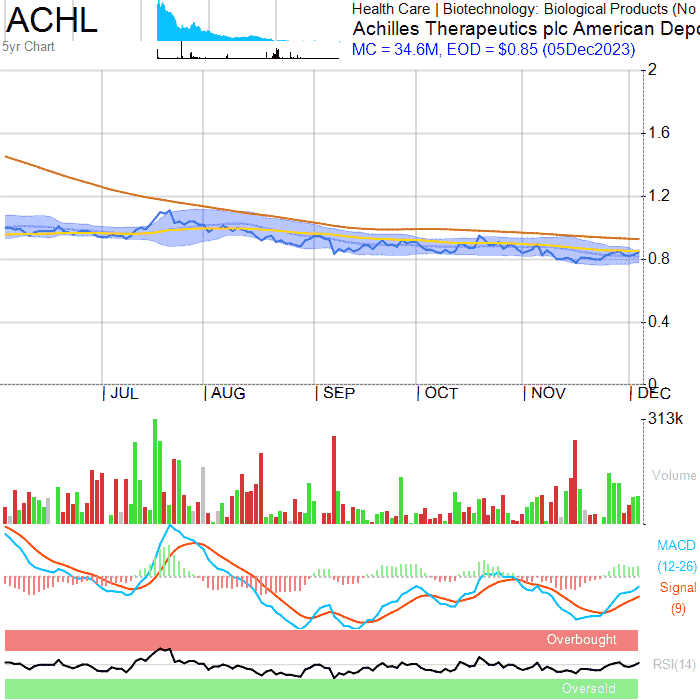 ACHL
5yr Chart
Health Care | Biotechnology: Biological Products (No
Achilles Therapeutics plc American Depo
MC = 34.6M, EOD = $0.85 (05Dec2023)
2
1.6
1.2
0.8
0.4
0
| JUL | AUG | SEP | OCT | NOV | DEC
313k
Volume
MACD
(12-26)
Signal
(9)
Overbought
RSI(14)
Oversold